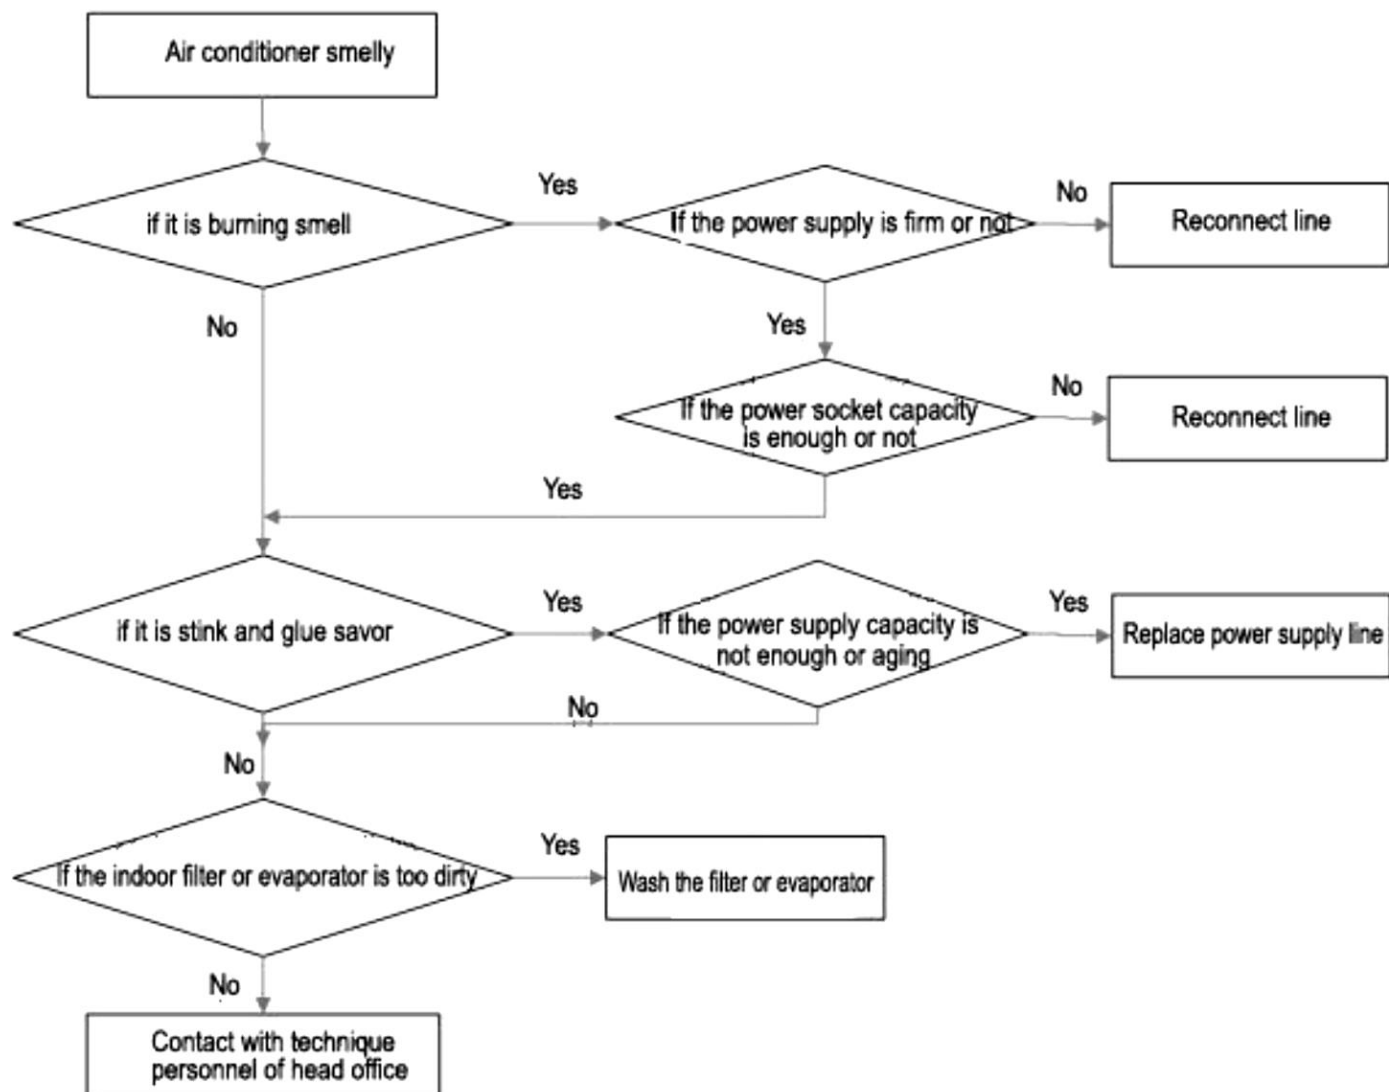 Air conditioner smelly
if it is burning smell
Yes
If the power supply is firm or not
No
Reconnect line
No
Yes
If the power socket capacity
is enough or not
No
Reconnect line
Yes
if it is stink and glue savor
Yes
If the power supply capacity is
not enough or aging
Yes
Replace power supply line
No
No
If the indoor filter or evaporator is too dirty
Yes
Wash the filter or evaporator
No
Contact with technique
personnel of head office